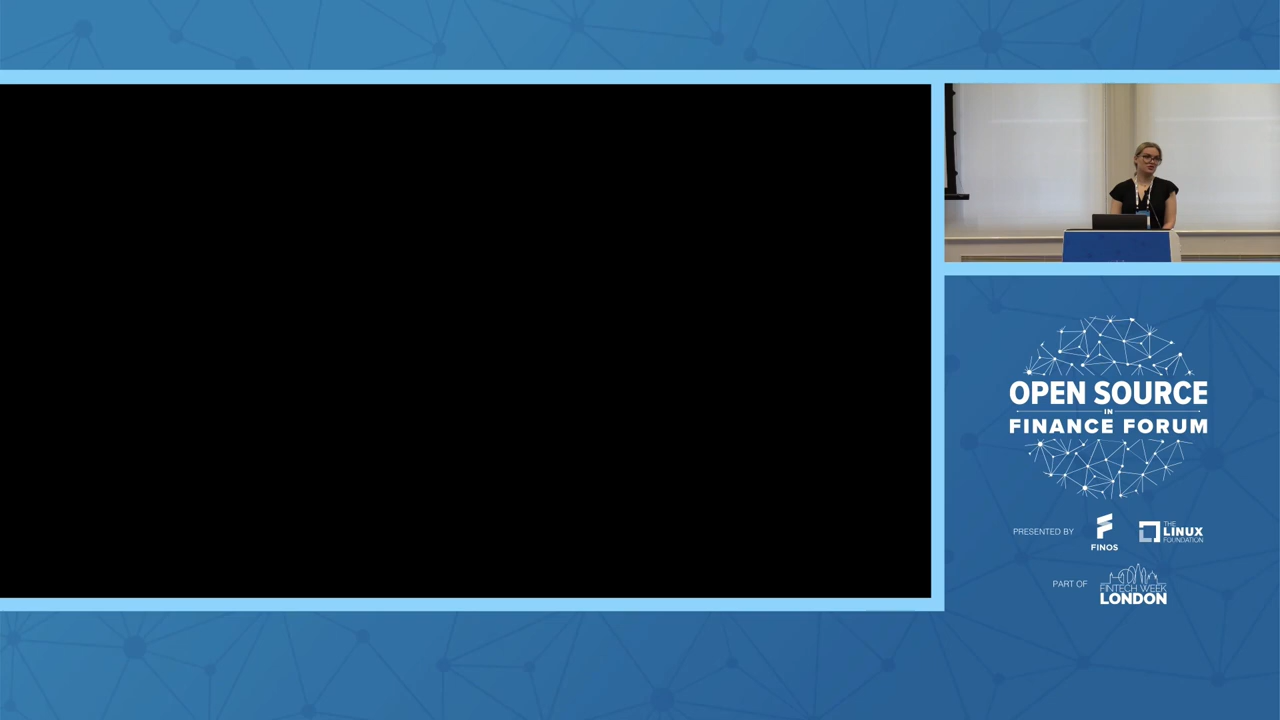 OPEN SOURCE
IN
FINANCE FORUM
PRESENTED BY
FINOS
THE
LINUX
FOUNDATION
PART OF
FINTECH WEEK
LONDON